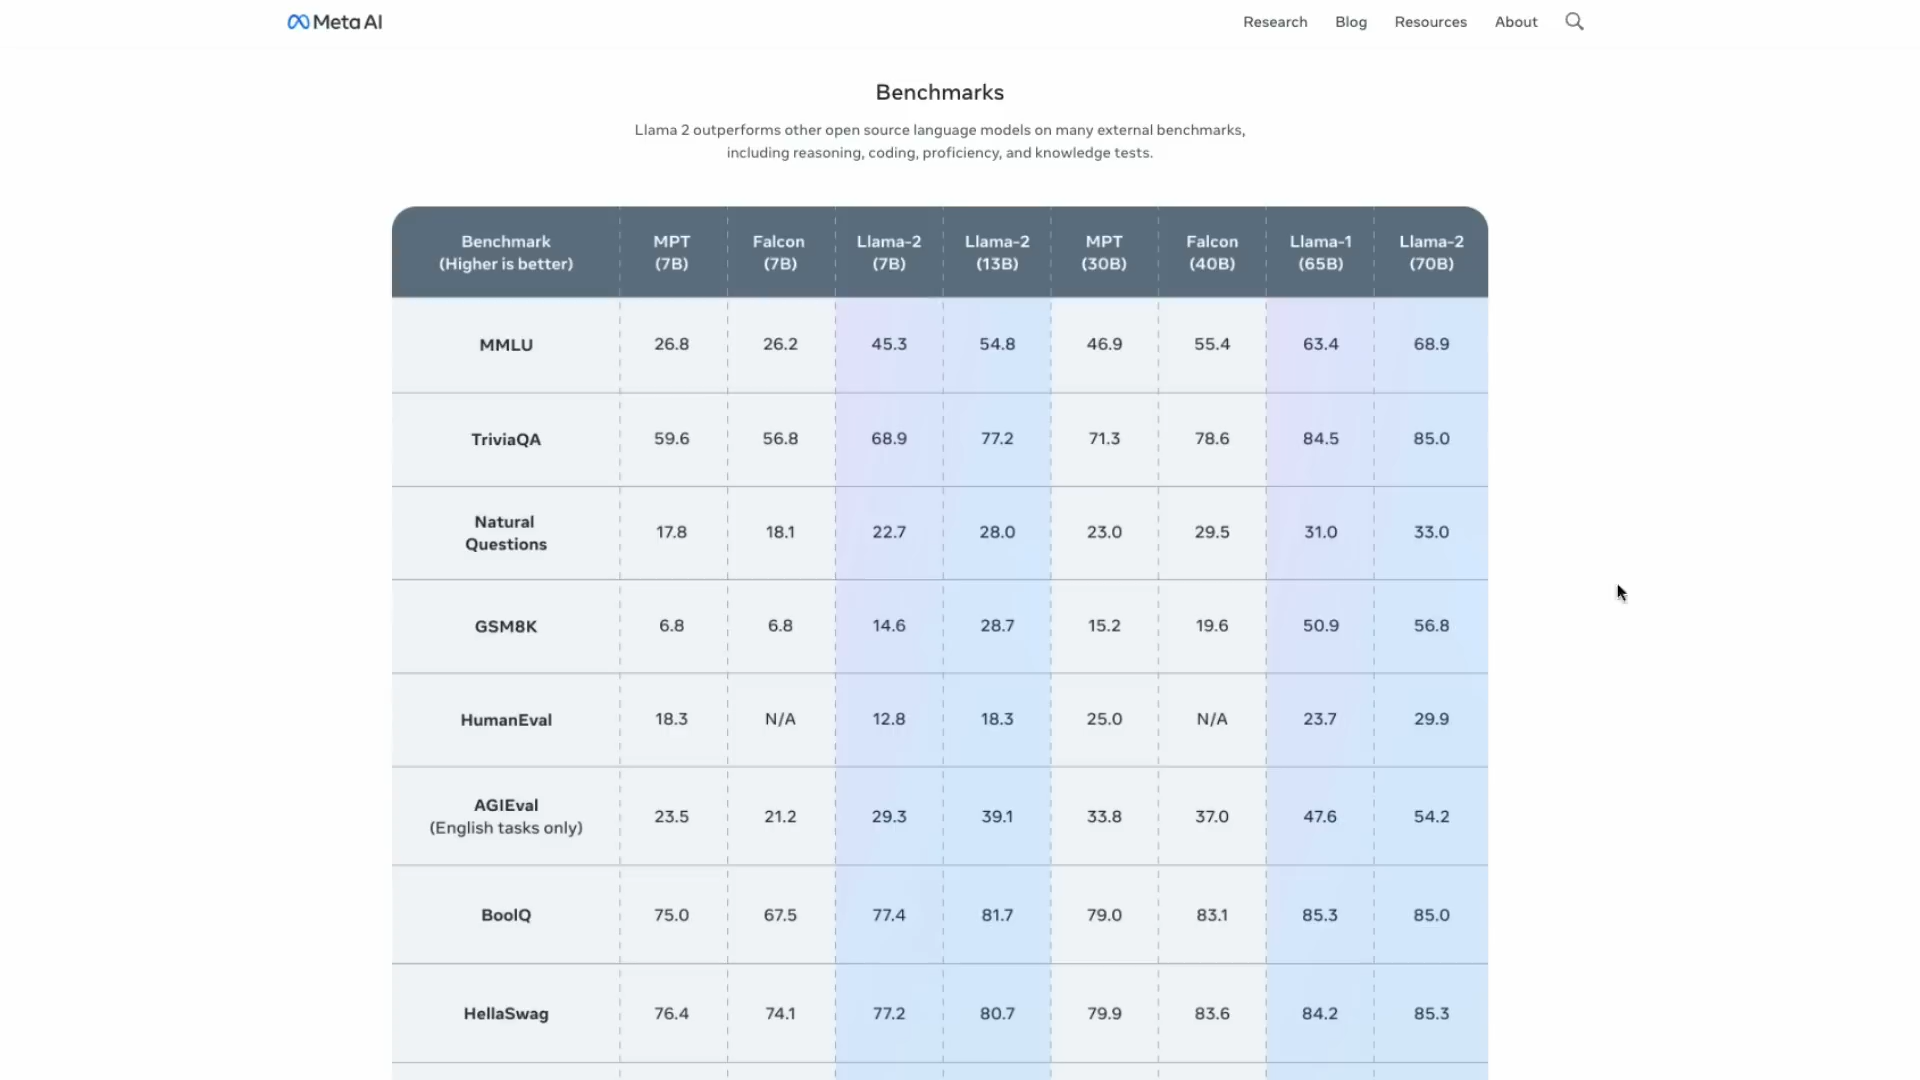 Meta AI
Research Blog Resources About
Benchmarks
Llama 2 outperforms other open source language models on many external benchmarks,
including reasoning, coding, proficiency, and knowledge tests.
Benchmark (Higher is better) MPT (7B) Falcon (7B) Llama-2 (7B) Llama-2 (13B) MPT (30B) Falcon (40B) Llama-1 (65B) Llama-2 (70B)
MMLU 26.8 26.2 45.3 54.8 46.9 55.4 63.4 68.9
TriviaQA 59.6 56.8 68.9 77.2 71.3 78.6 84.5 85.0
Natural Questions 17.8 18.1 22.7 28.0 23.0 29.5 31.0 33.0
GSM8K 6.8 6.8 14.6 28.7 15.2 19.6 50.9 56.8
HumanEval 18.3 N/A 12.8 18.3 25.0 N/A 23.7 29.9
AGIEval (English tasks only) 23.5 21.2 29.3 39.1 33.8 37.0 47.6 54.2
BoolQ 75.0 67.5 77.4 81.7 79.0 83.1 85.3 85.0
HellaSwag 76.4 74.1 77.2 80.7 79.9 83.6 84.2 85.3